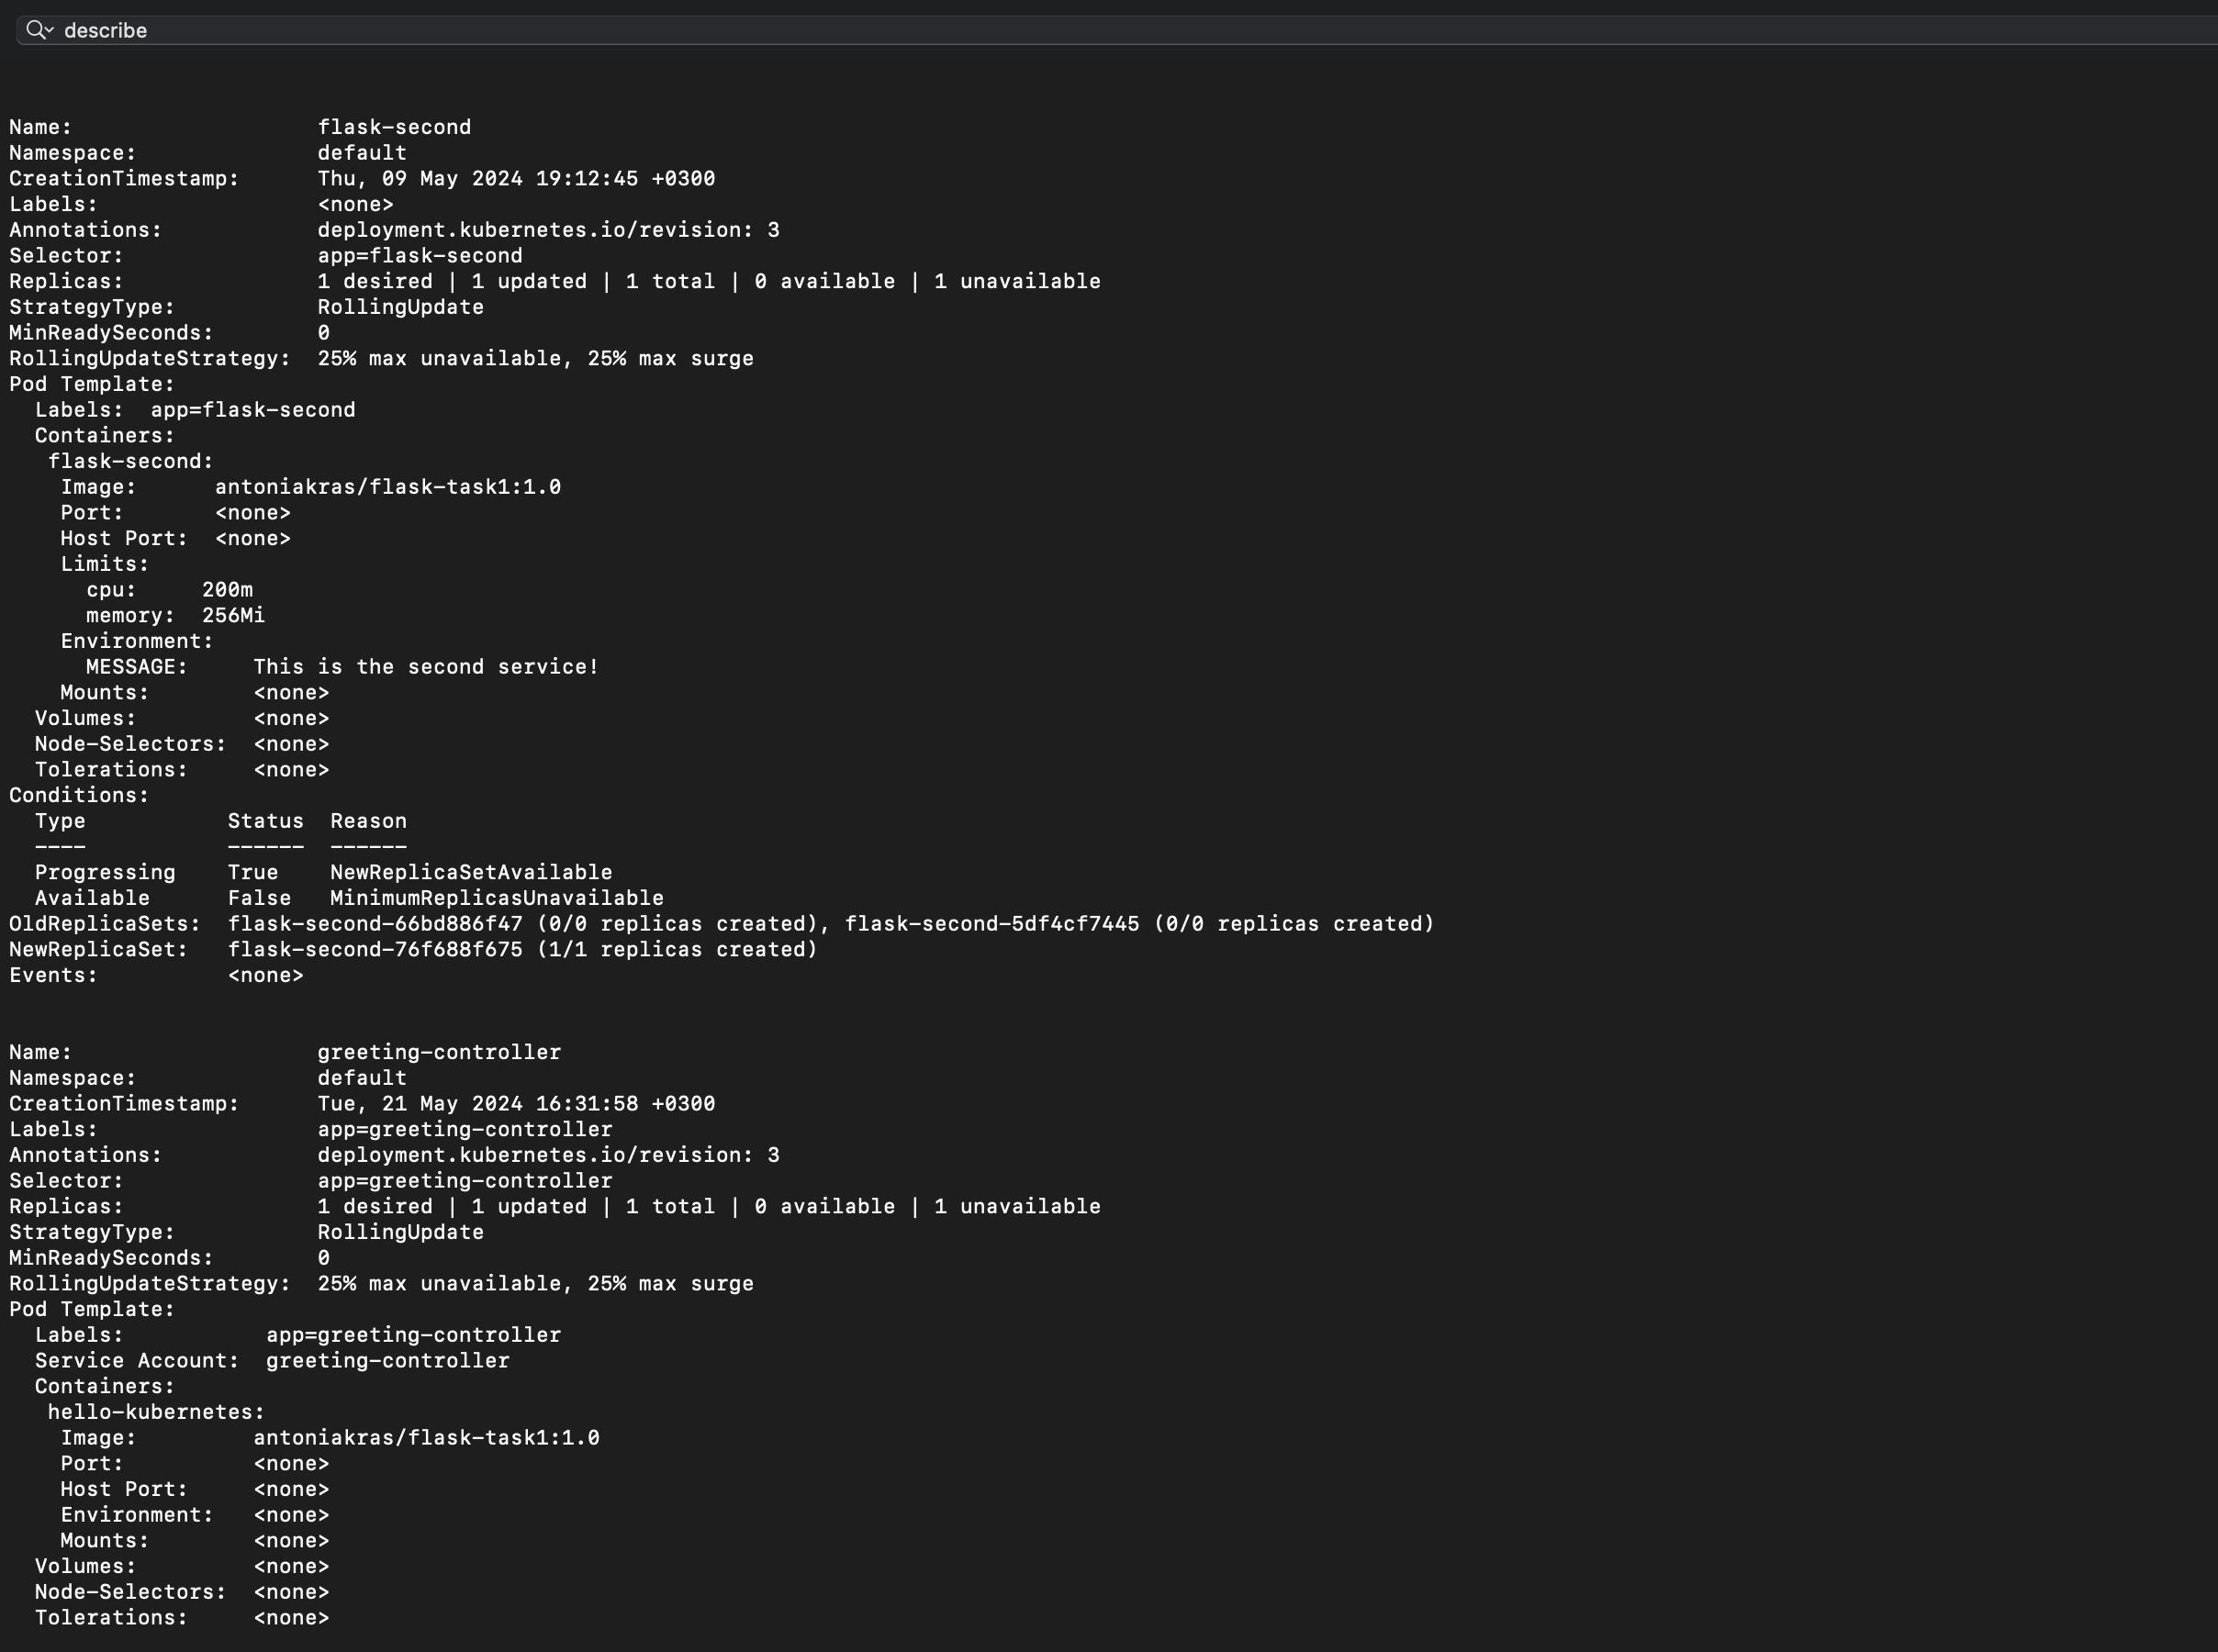 describe
Name:                   flask-second
Namespace:              default
CreationTimestamp:      Thu, 09 May 2024 19:12:45 +0300
Labels:                 <none>
Annotations:            deployment.kubernetes.io/revision: 3
Selector:               app=flask-second
Replicas:               1 desired | 1 updated | 1 total | 0 available | 1 unavailable
StrategyType:           RollingUpdate
MinReadySeconds:        0
RollingUpdateStrategy:  25% max unavailable, 25% max surge
Pod Template:
  Labels:  app=flask-second
  Containers:
   flask-second:
    Image:      antoniakras/flask-task1:1.0
    Port:       <none>
    Host Port:  <none>
    Limits:
      cpu:     200m
      memory:  256Mi
    Environment:
      MESSAGE:     This is the second service!
    Mounts:        <none>
  Volumes:         <none>
  Node-Selectors:  <none>
  Tolerations:     <none>
Conditions:
  Type           Status  Reason
  ----           ------  ------
  Progressing    True    NewReplicaSetAvailable
  Available      False   MinimumReplicasUnavailable
OldReplicaSets:  flask-second-66bd886f47 (0/0 replicas created), flask-second-5df4cf7445 (0/0 replicas created)
NewReplicaSet:   flask-second-76f688f675 (1/1 replicas created)
Events:          <none>
Name:                   greeting-controller
Namespace:              default
CreationTimestamp:      Tue, 21 May 2024 16:31:58 +0300
Labels:                 app=greeting-controller
Annotations:            deployment.kubernetes.io/revision: 3
Selector:               app=greeting-controller
Replicas:               1 desired | 1 updated | 1 total | 0 available | 1 unavailable
StrategyType:           RollingUpdate
MinReadySeconds:        0
RollingUpdateStrategy:  25% max unavailable, 25% max surge
Pod Template:
  Labels:           app=greeting-controller
  Service Account:  greeting-controller
  Containers:
   hello-kubernetes:
    Image:         antoniakras/flask-task1:1.0
    Port:          <none>
    Host Port:     <none>
    Environment:   <none>
    Mounts:        <none>
  Volumes:         <none>
  Node-Selectors:  <none>
  Tolerations:     <none>